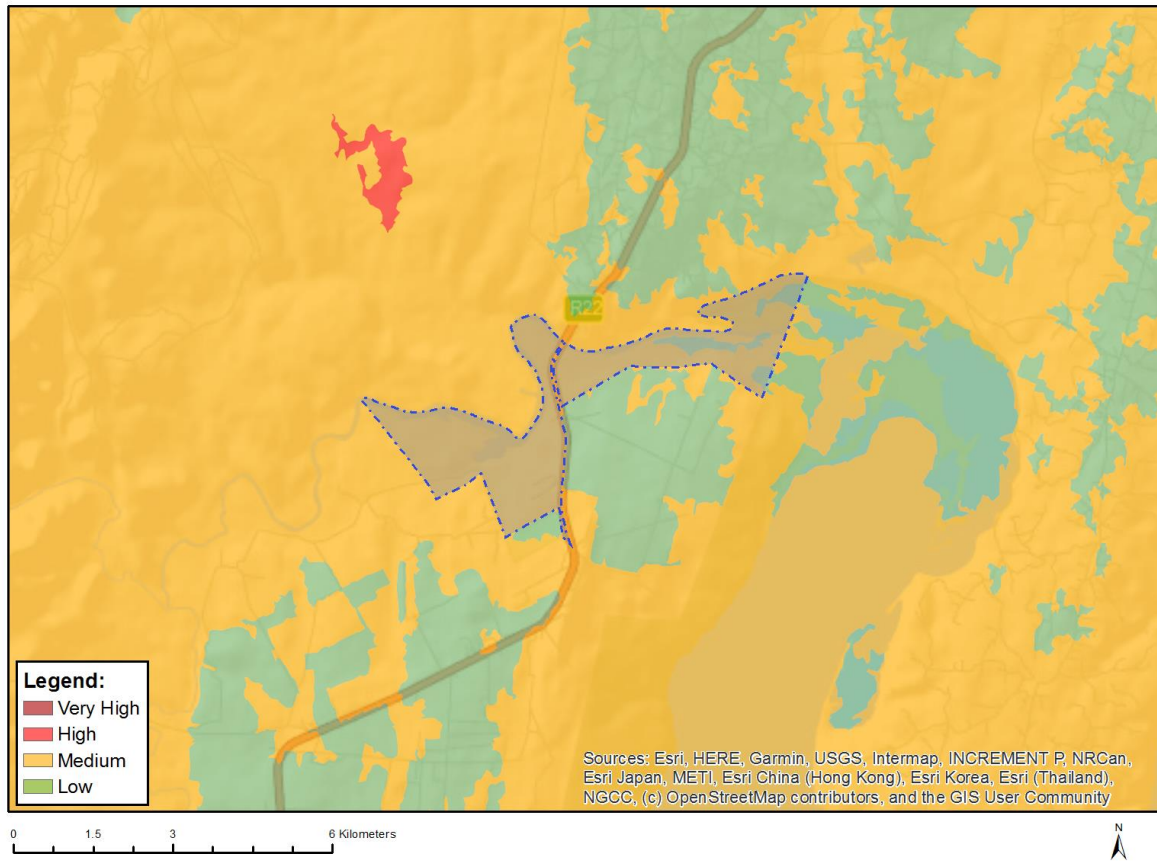 R22
Legend:
Very High
High
Medium
Low
Sources: Esri, HERE, Garmin, USGS, Intermap, INCREMENT P, NRCan,
Esri Japan, METI, Esri China (Hong Kong), Esri Korea, Esri (Thailand),
NGCC, (c) OpenStreetMap contributors, and the GIS User Community
0 1.5 3 6 Kilometers
N